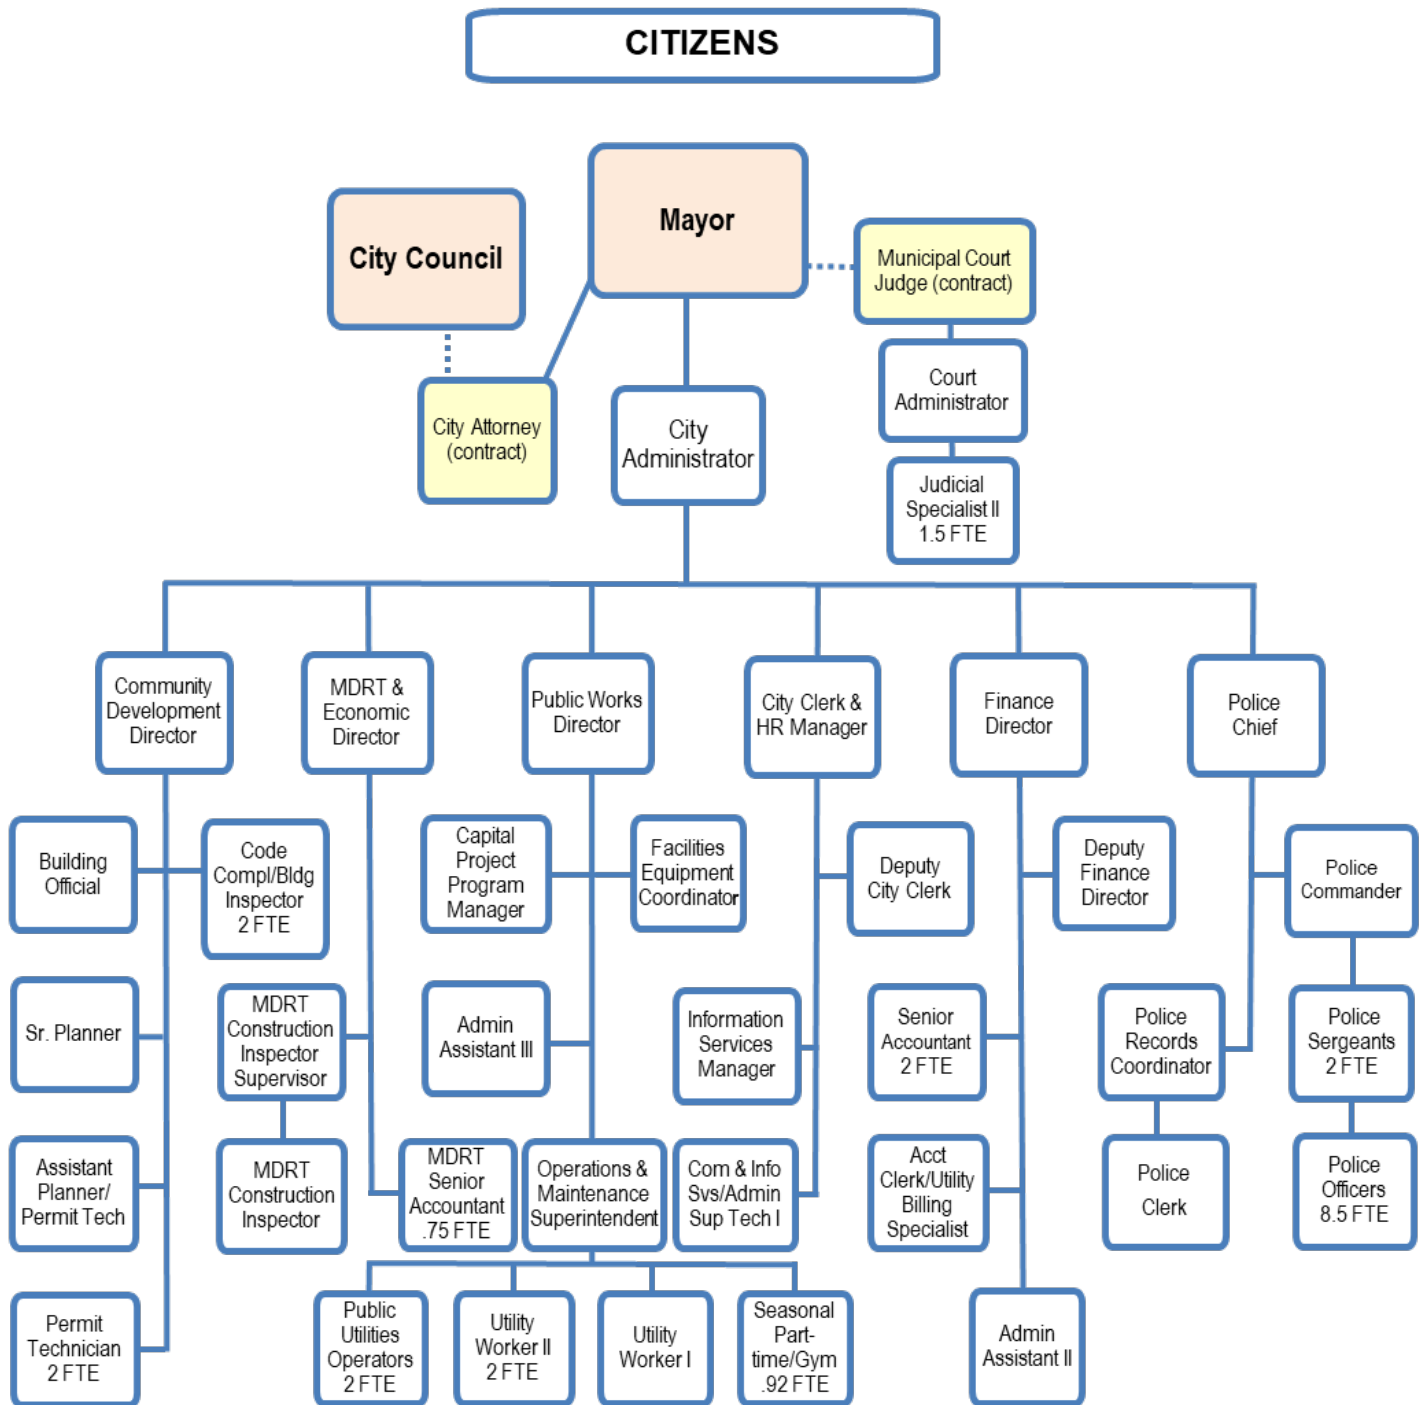 CITIZENS
Mayor
City Council
Municipal Court
Judge (contract)
Court
Administrator
City Attorney
(contract)
City
Administrator
Judicial
Specialist II
1.5 FTE
Community
Development
Director
MDRT &
Economic
Director
Public Works
Director
City Clerk &
HR Manager
Finance
Director
Police
Chief
Building
Official
Code
Compl/Bldg
Inspector
2 FTE
Capital
Project
Program
Manager
Facilities
Equipment
Coordinator
Deputy
City Clerk
Deputy
Finance
Director
Police
Commander
Sr. Planner
MDRT
Construction
Inspector
Supervisor
Admin
Assistant III
Information
Services
Manager
Senior
Accountant
2 FTE
Police
Records
Coordinator
Police
Sergeants
2 FTE
Assistant
Planner/
Permit Tech
MDRT
Construction
Inspector
MDRT
Senior
Accountant
.75 FTE
Operations &
Maintenance
Superintendent
Com & Info
Svs/Admin
Sup Tech I
Acct
Clerk/Utility
Billing
Specialist
Police
Clerk
Police
Officers
8.5 FTE
Permit
Technician
2 FTE
Public
Utilities
Operators
2 FTE
Utility
Worker II
2 FTE
Utility
Worker I
Seasonal
Part-
time/Gym
.92 FTE
Admin
Assistant II